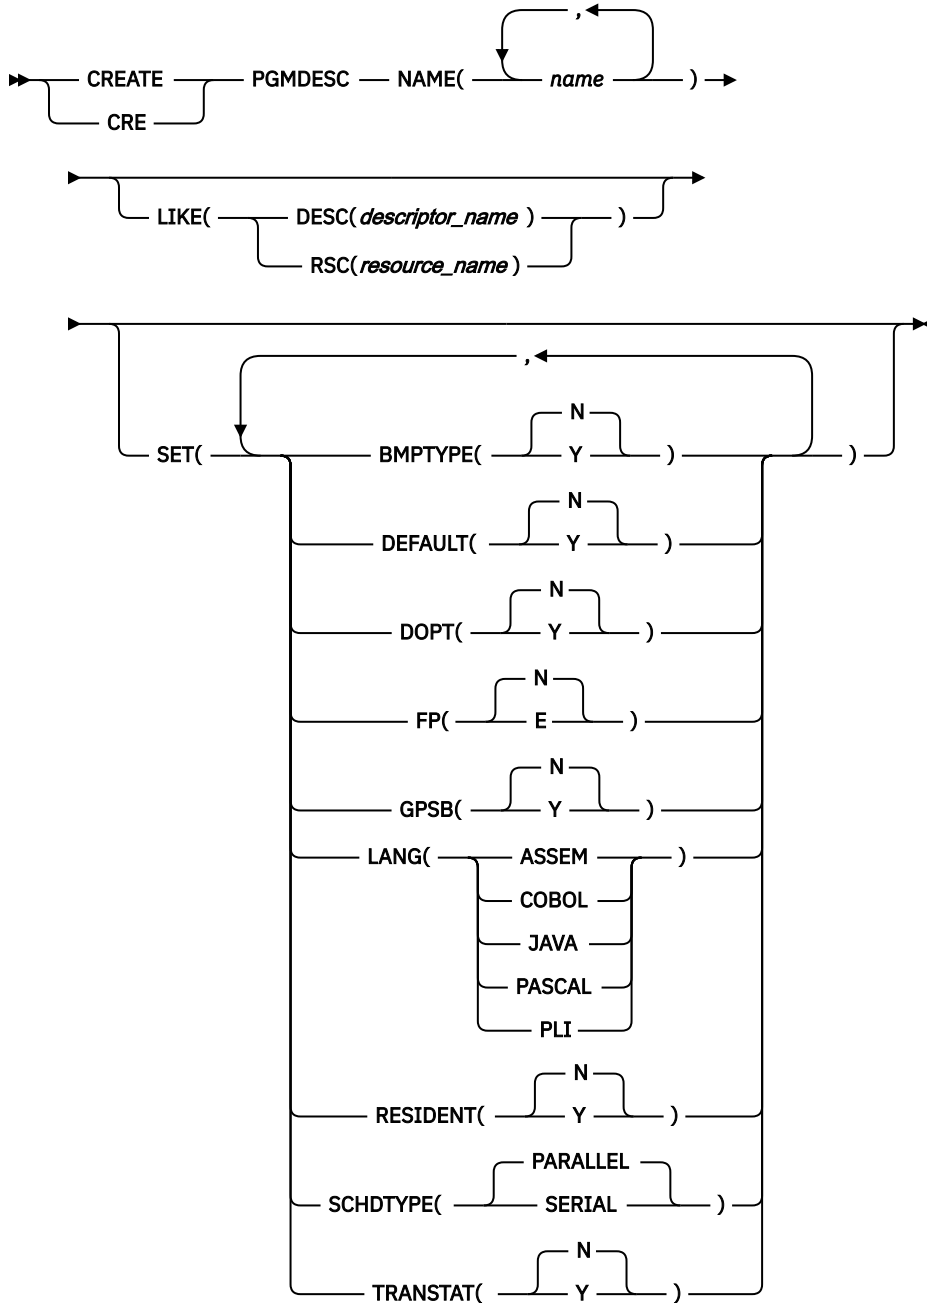 ,
CREATE PGMDESC NAME( name )
CRE
LIKE( DESC( descriptor_name ) )
RSC( resource_name )
,
N
SET( BMPTYPE( Y ) )
N
DEFAULT( Y )
N
DOPT( Y )
N
FP( E )
N
GPSB( Y )
LANG( ASSEM )
COBOL
JAVA
PASCAL
PLI
N
RESIDENT( Y )
PARALLEL
SCHDTYPE( SERIAL )
N
TRANSTAT( Y )